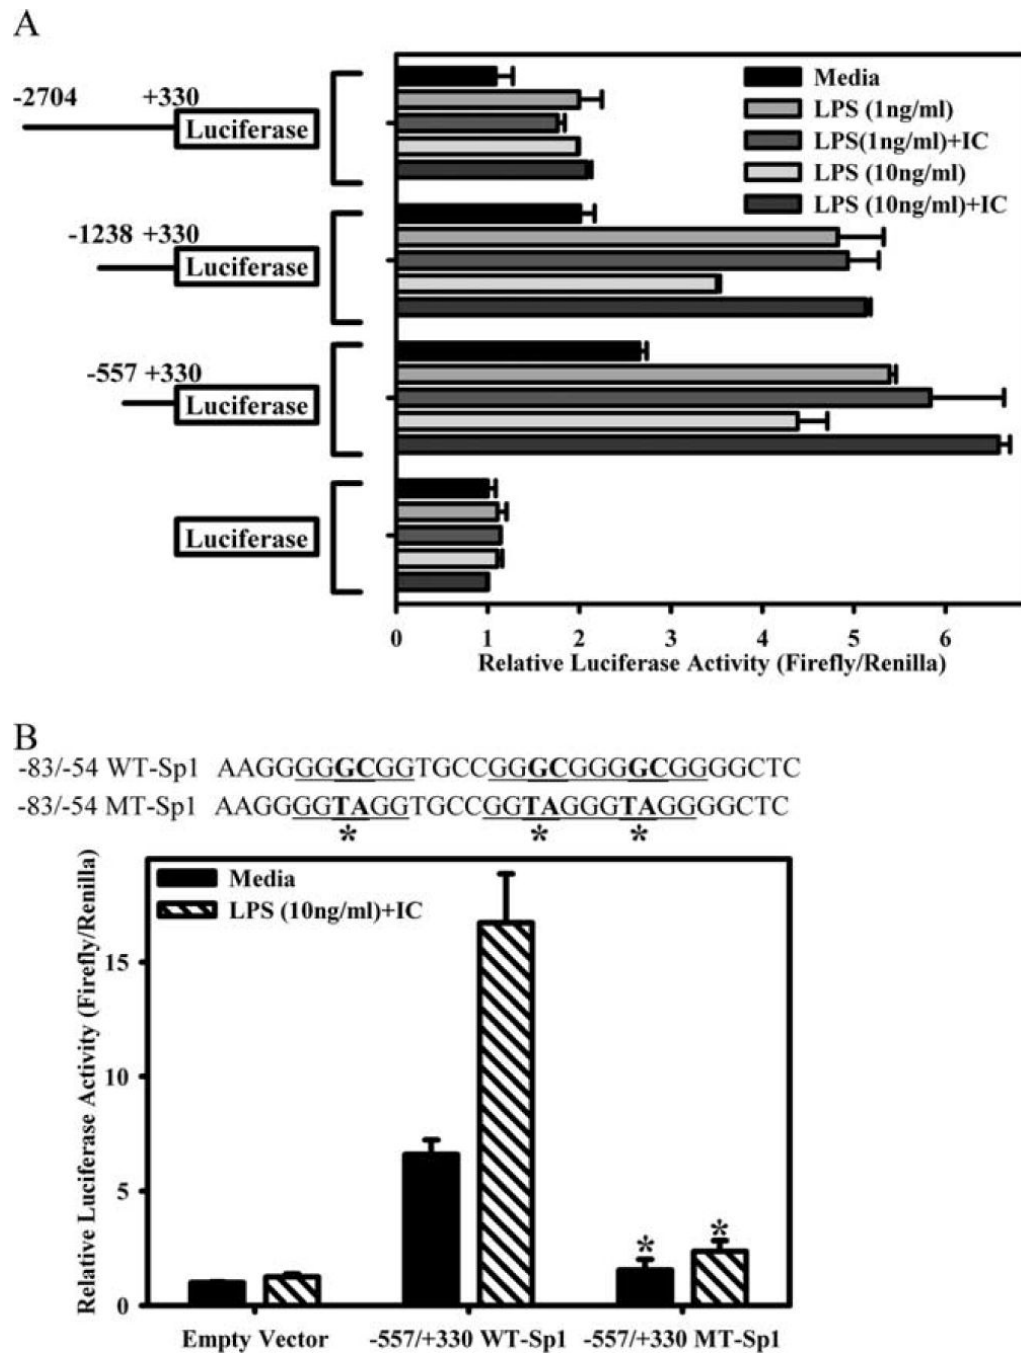 A
-2704 +330
Luciferase
-1238 +330
Luciferase
-557 +330
Luciferase
Luciferase
Media
LPS (1ng/ml)
LPS(1ng/ml)+IC
LPS (10ng/ml)
LPS (10ng/ml)+IC
0 1 2 3 4 5 6
Relative Luciferase Activity (Firefly/Renilla)
B
-83/-54 WT-Sp1 AAGGGGGGCGGTGCCGGGCGGGGCGGGGCTC
-83/-54 MT-Sp1 AAGGGGTAGGTGCCGGTAGGGTAGGGGCTC
* * *
Relative Luciferase Activity (Firefly/Renilla)
Media
LPS (10ng/ml)+IC
15
10
5
0
* *
Empty Vector -557/+330 WT-Sp1 -557/+330 MT-Sp1